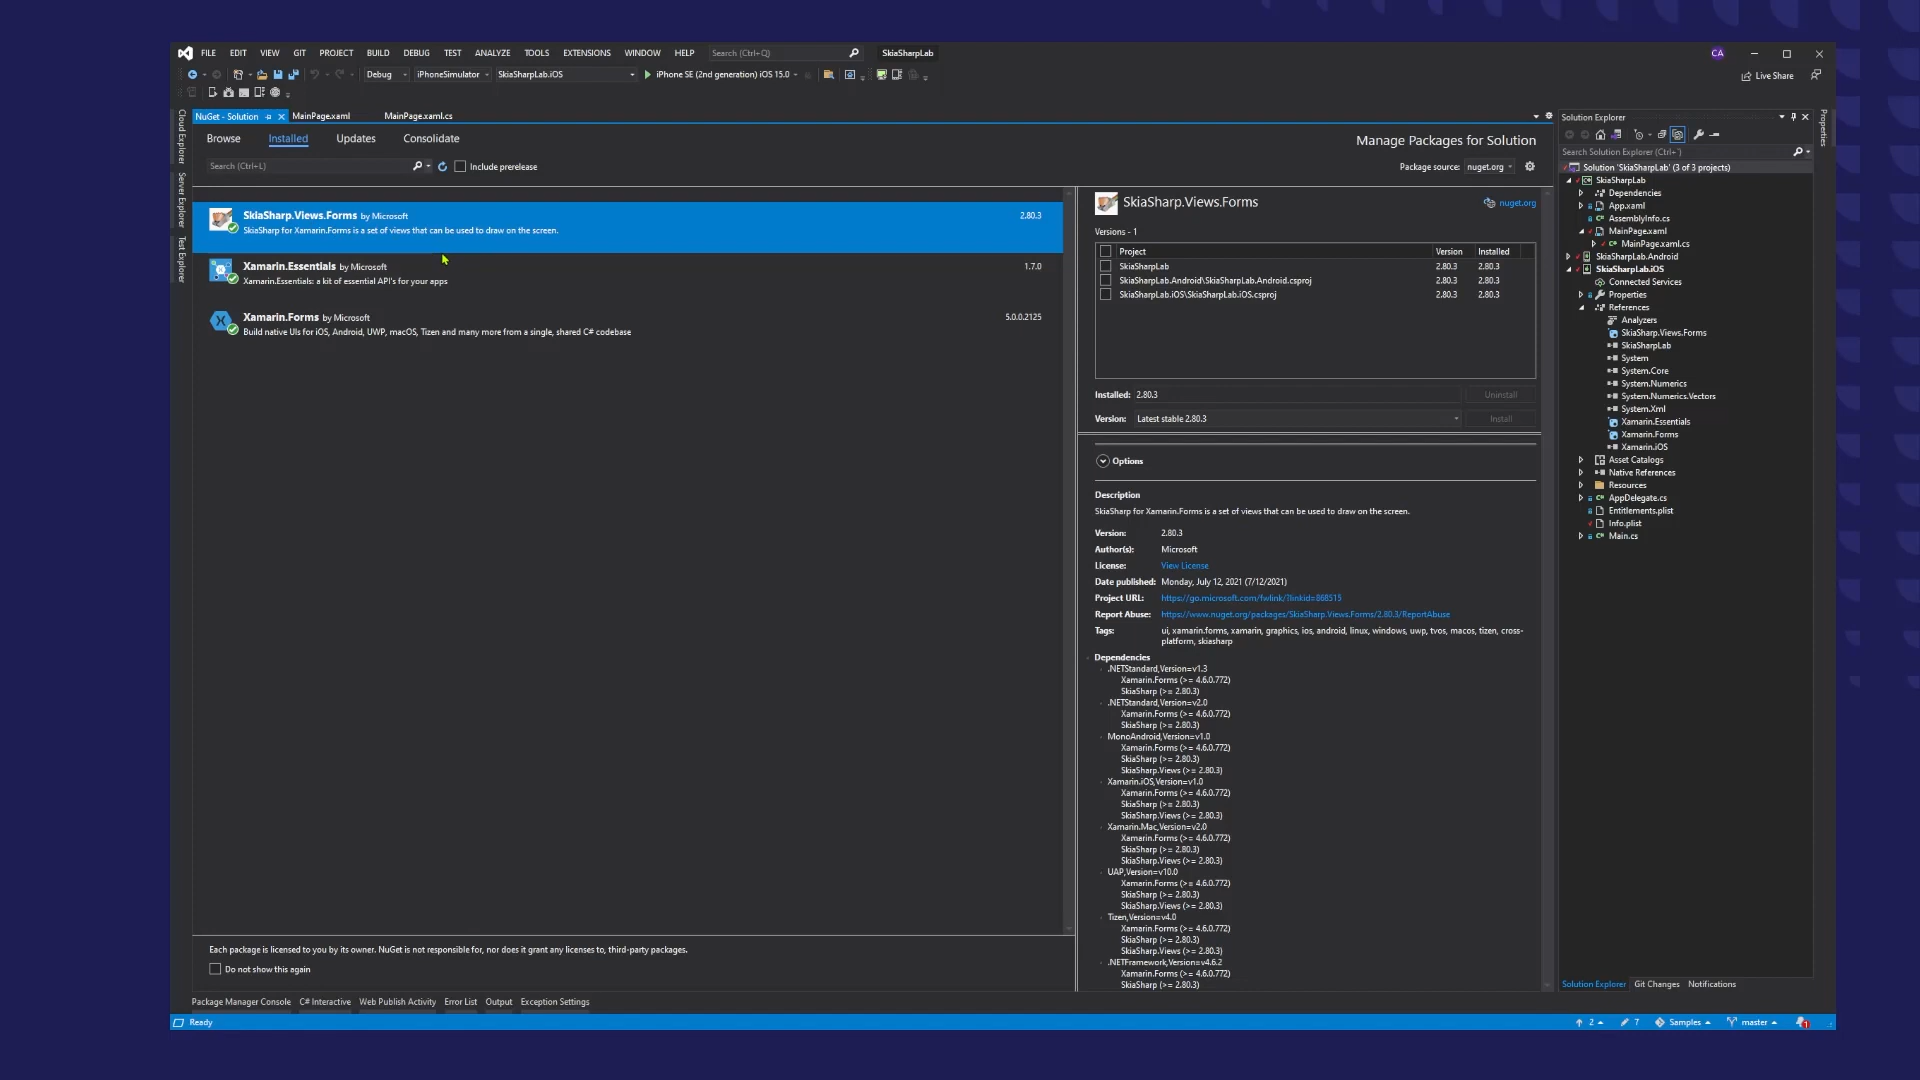 FILE EDIT VIEW GIT PROJECT BUILD DEBUG TEST ANALYZE TOOLS EXTENSIONS WINDOW HELP Search (Ctrl+Q) SkiaSharpLab CA
Debug iPhoneSimulator SkiaSharpLab.iOS iPhone SE (2nd generation) iOS 15.0 Live Share
Cloud Explorer
Server Explorer
Test Explorer
NuGet - Solution MainPage.xaml MainPage.xaml.cs
Browse Installed Updates Consolidate
Manage Packages for Solution
Search (Ctrl+L) Include prerelease
Package source: nuget.org
SkiaSharp.Views.Forms by Microsoft 2.80.3
SkiaSharp for Xamarin.Forms is a set of views that can be used to draw on the screen.
Xamarin.Essentials by Microsoft 1.7.0
Xamarin.Essentials: a kit of essential API's for your apps
Xamarin.Forms by Microsoft 5.0.0.2125
Build native UIs for iOS, Android, UWP, macOS, Tizen and many more from a single, shared C# codebase
Each package is licensed to you by its owner. NuGet is not responsible for, nor does it grant any licenses to, third-party packages.
Do not show this again
SkiaSharp.Views.Forms nuget.org
Versions - 1
Project Version Installed
SkiaSharpLab 2.80.3 2.80.3
SkiaSharpLab.Android\SkiaSharpLab.Android.csproj 2.80.3 2.80.3
SkiaSharpLab.iOS\SkiaSharpLab.iOS.csproj 2.80.3 2.80.3
Installed: 2.80.3 Uninstall
Version: Latest stable 2.80.3 Install
Options
Description
SkiaSharp for Xamarin.Forms is a set of views that can be used to draw on the screen.
Version: 2.80.3
Author(s): Microsoft
License: View License
Date published: Monday, July 12, 2021 (7/12/2021)
Project URL: https://go.microsoft.com/fwlink/?linkid=868515
Report Abuse: https://www.nuget.org/packages/SkiaSharp.Views.Forms/2.80.3/ReportAbuse
Tags: ui, xamarin.forms, xamarin, graphics, ios, android, linux, windows, uwp, tvos, macos, tizen, cross-
platform, skiasharp
Dependencies
.NETStandard,Version=v1.3
Xamarin.Forms (>= 4.6.0.772)
SkiaSharp (>= 2.80.3)
.NETStandard,Version=v2.0
Xamarin.Forms (>= 4.6.0.772)
SkiaSharp (>= 2.80.3)
MonoAndroid,Version=v1.0
Xamarin.Forms (>= 4.6.0.772)
SkiaSharp (>= 2.80.3)
SkiaSharp.Views (>= 2.80.3)
Xamarin.iOS,Version=v1.0
Xamarin.Forms (>= 4.6.0.772)
SkiaSharp (>= 2.80.3)
SkiaSharp.Views (>= 2.80.3)
Xamarin.Mac,Version=v2.0
Xamarin.Forms (>= 4.6.0.772)
SkiaSharp (>= 2.80.3)
SkiaSharp.Views (>= 2.80.3)
UAP,Version=v10.0
Xamarin.Forms (>= 4.6.0.772)
SkiaSharp (>= 2.80.3)
SkiaSharp.Views (>= 2.80.3)
Tizen,Version=v4.0
Xamarin.Forms (>= 4.6.0.772)
SkiaSharp (>= 2.80.3)
SkiaSharp.Views (>= 2.80.3)
.NETFramework,Version=v4.6.2
Xamarin.Forms (>= 4.6.0.772)
SkiaSharp (>= 2.80.3)
Solution Explorer
Search Solution Explorer (Ctrl+¨)
Solution 'SkiaSharpLab' (3 of 3 projects)
SkiaSharpLab
Dependencies
App.xaml
AssemblyInfo.cs
MainPage.xaml
MainPage.xaml.cs
SkiaSharpLab.Android
SkiaSharpLab.iOS
Connected Services
Properties
References
Analyzers
SkiaSharp.Views.Forms
SkiaSharpLab
System
System.Core
System.Numerics
System.Numerics.Vectors
System.Xml
Xamarin.Essentials
Xamarin.Forms
Xamarin.iOS
Asset Catalogs
Native References
Resources
AppDelegate.cs
Entitlements.plist
Info.plist
Main.cs
Solution Explorer Git Changes Notifications
Properties
Package Manager Console C# Interactive Web Publish Activity Error List Output Exception Settings
Ready 2 7 Samples master 1